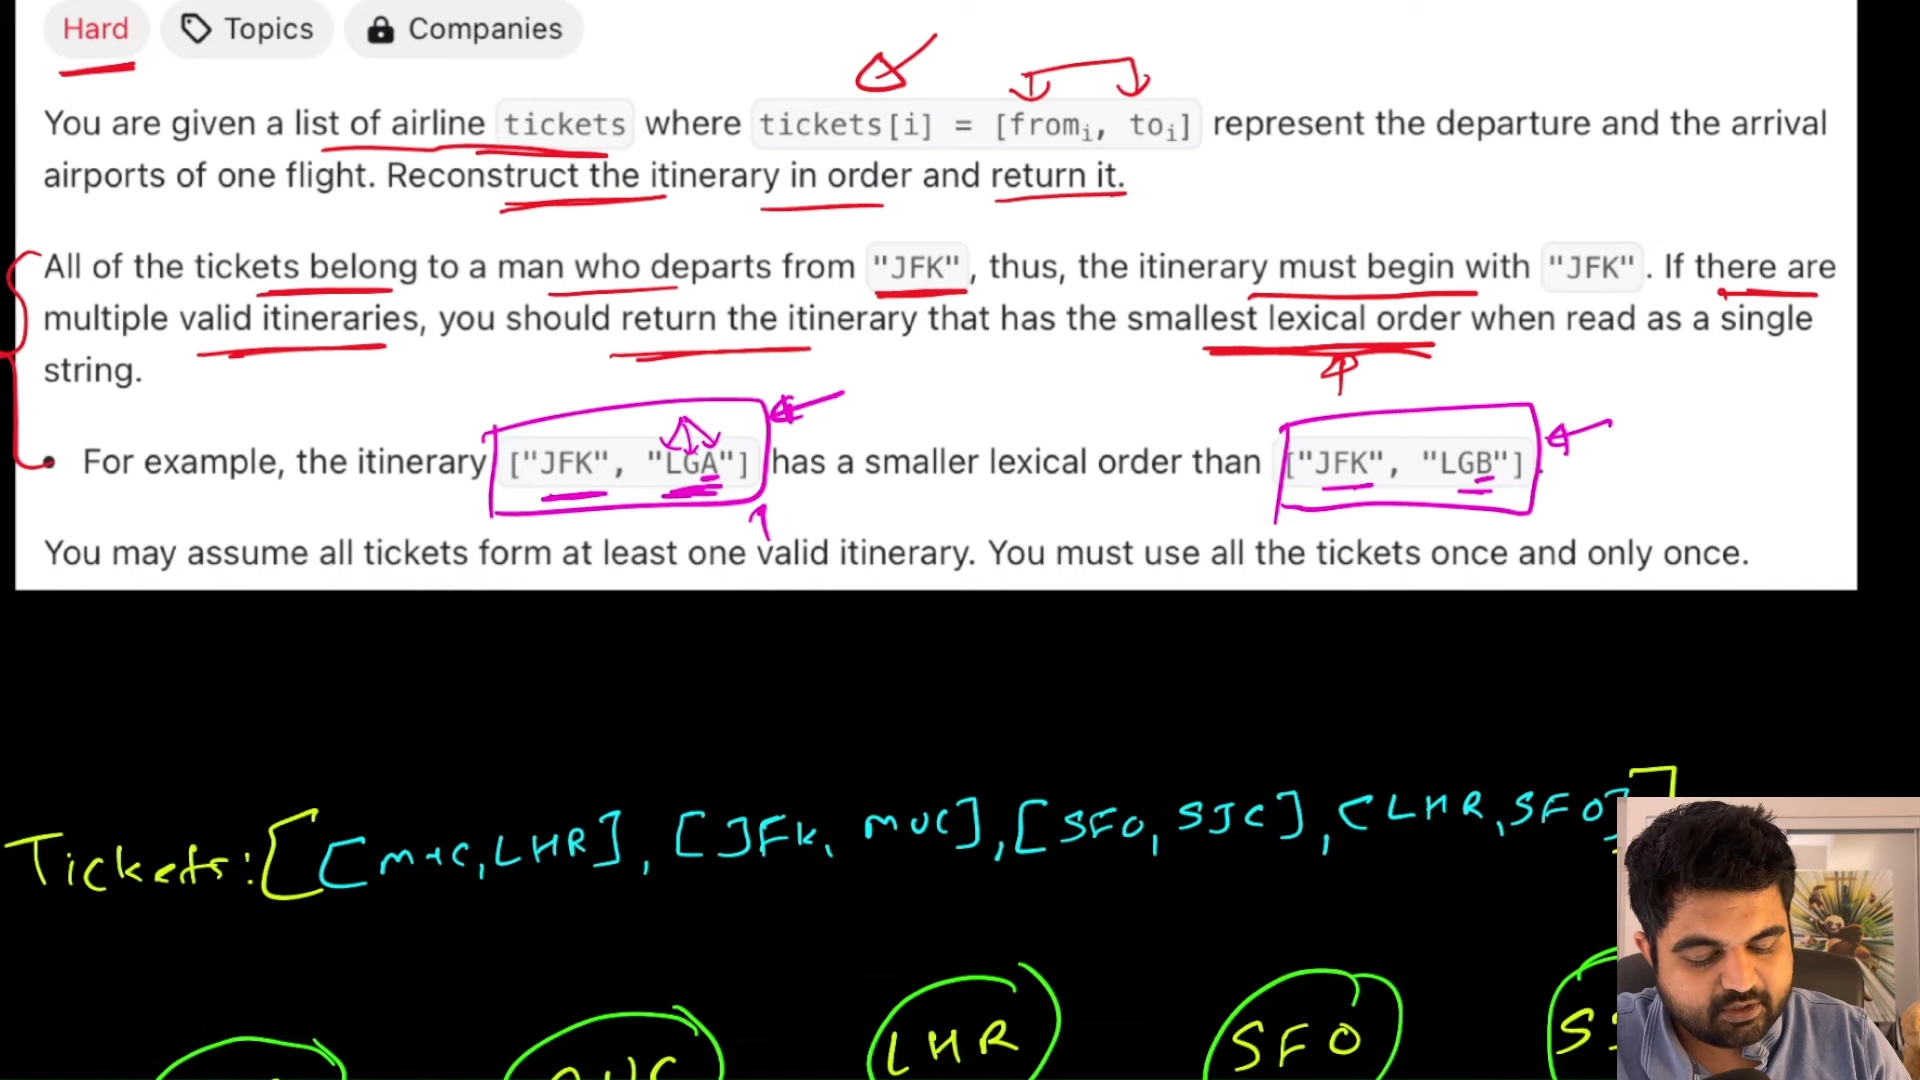 Hard Topics Companies
You are given a list of airline tickets where tickets[i] = [fromᵢ, toᵢ] represent the departure and the arrival
airports of one flight. Reconstruct the itinerary in order and return it.
All of the tickets belong to a man who departs from "JFK", thus, the itinerary must begin with "JFK". If there are
multiple valid itineraries, you should return the itinerary that has the smallest lexical order when read as a single
string.
• For example, the itinerary ["JFK", "LGA"] has a smaller lexical order than ["JFK", "LGB"].
You may assume all tickets form at least one valid itinerary. You must use all the tickets once and only once.
Tickets: [[MUC, LHR], [JFK, MUC], [SFO, SJC], [LHR, SFO]]
LHR SFO